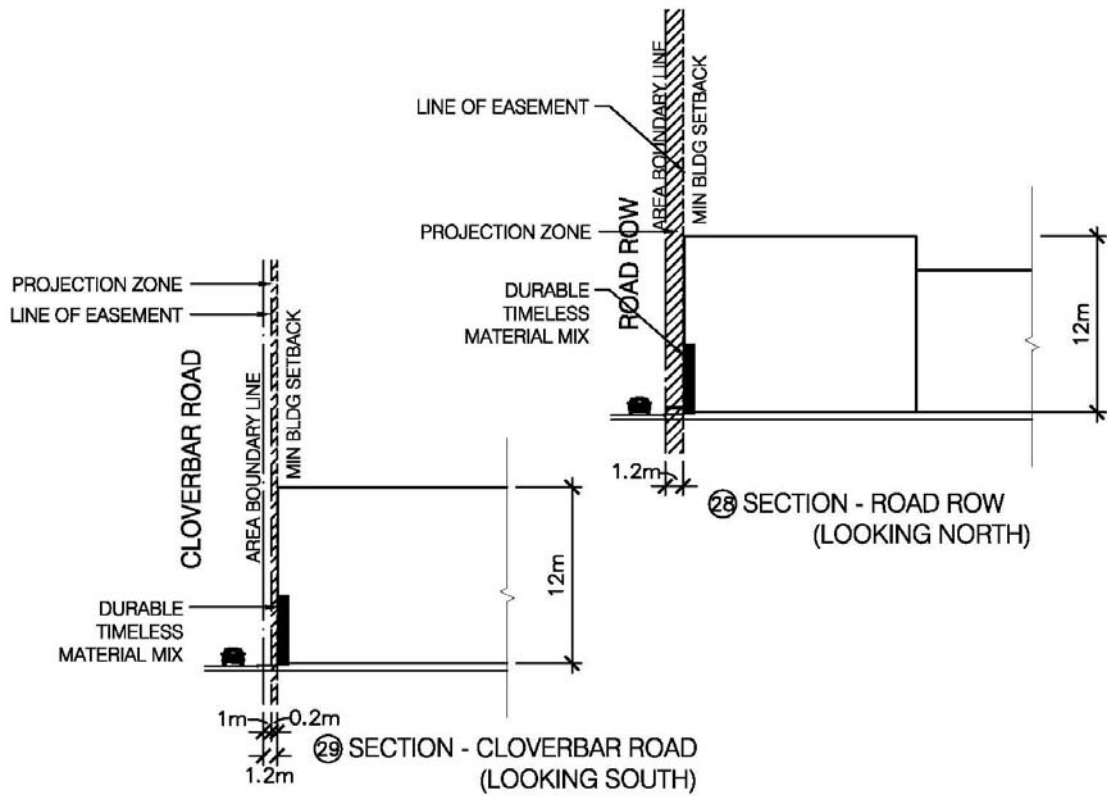 LINE OF EASEMENT
AREA BOUNDARY LINE
MIN BLDG SETBACK
ROAD ROW
PROJECTION ZONE
DURABLE
TIMELESS
MATERIAL MIX
12m
1.2m
28 SECTION - ROAD ROW
(LOOKING NORTH)
PROJECTION ZONE
LINE OF EASEMENT
CLOVERBAR ROAD
AREA BOUNDARY LINE
MIN BLDG SETBACK
DURABLE
TIMELESS
MATERIAL MIX
12m
1m
0.2m
1.2m
29 SECTION - CLOVERBAR ROAD
(LOOKING SOUTH)